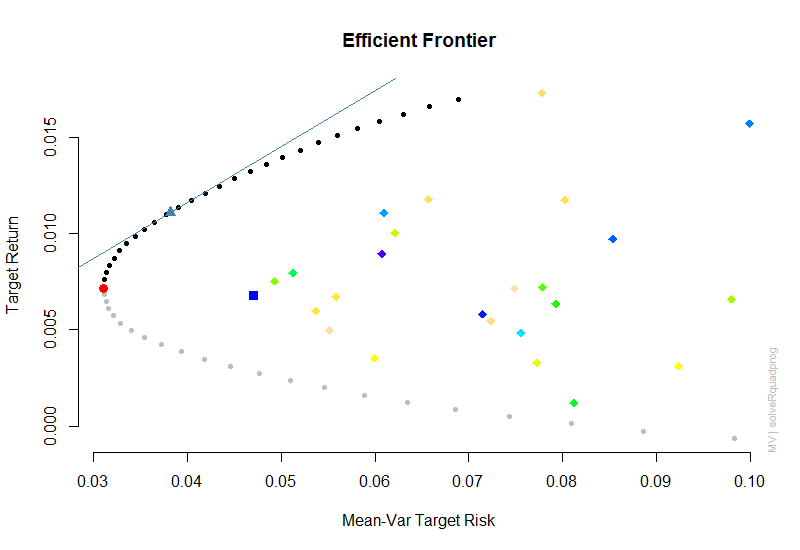 Efficient Frontier
Target Return
0.015
0.010
0.005
0.000
0.03 0.04 0.05 0.06 0.07 0.08 0.09 0.10
Mean-Var Target Risk
MV | solveRquadprog